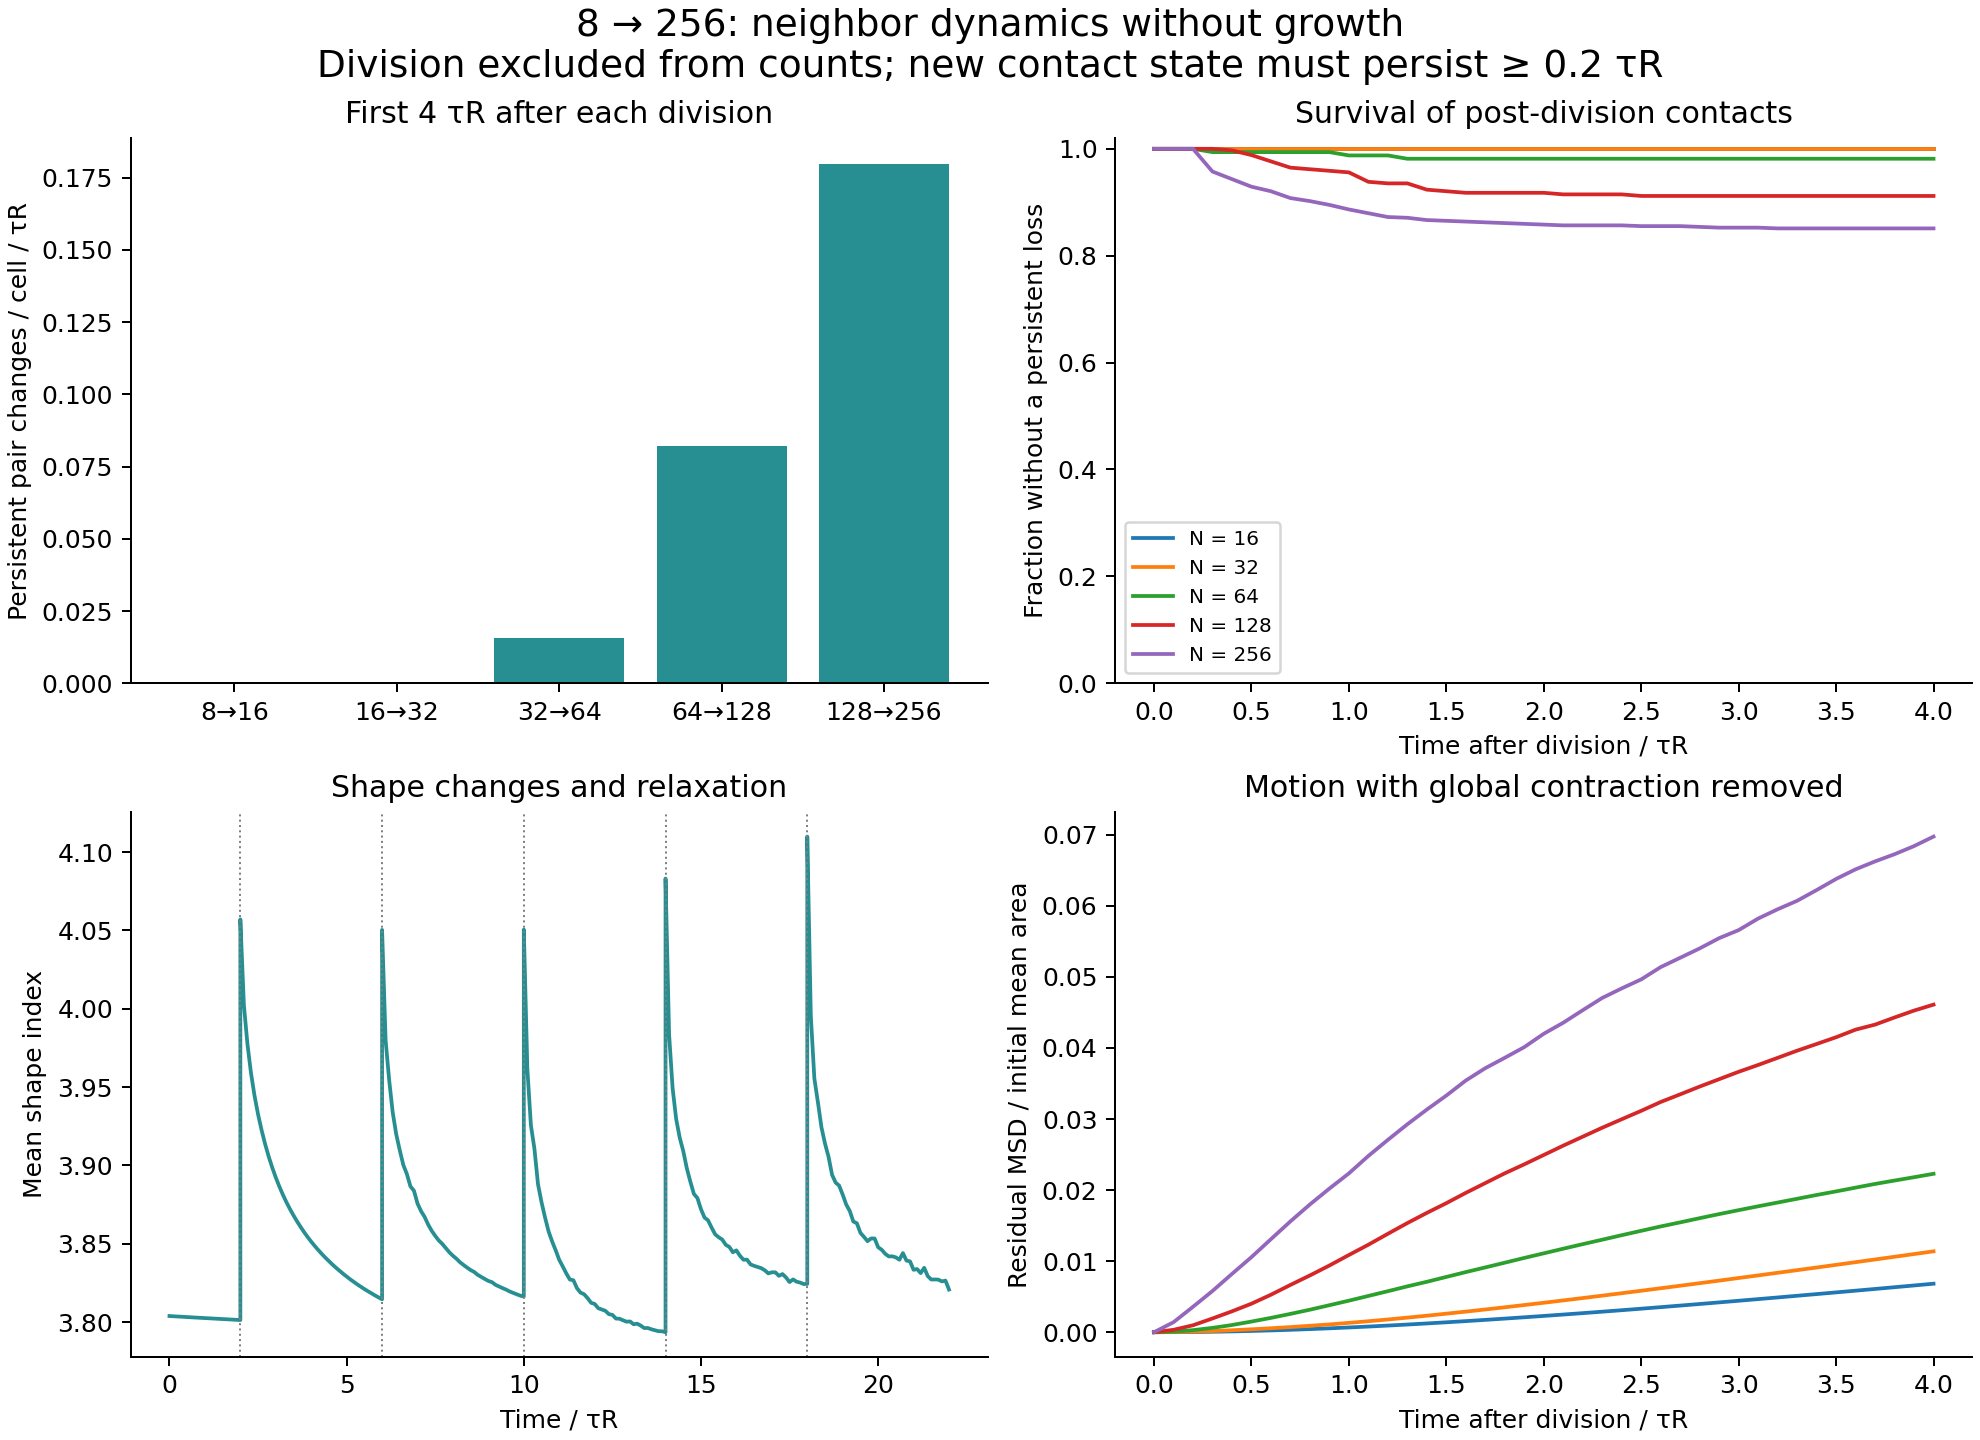 8 → 256: neighbor dynamics without growth
Division excluded from counts; new contact state must persist ≥ 0.2 τR
First 4 τR after each division
Persistent pair changes / cell / τR
0.175
0.150
0.125
0.100
0.075
0.050
0.025
0.000
8→16 16→32 32→64 64→128 128→256
Survival of post-division contacts
Fraction without a persistent loss
1.0
0.8
0.6
0.4
0.2
0.0
N = 16
N = 32
N = 64
N = 128
N = 256
0.0 0.5 1.0 1.5 2.0 2.5 3.0 3.5 4.0
Time after division / τR
Shape changes and relaxation
Mean shape index
4.10
4.05
4.00
3.95
3.90
3.85
3.80
0 5 10 15 20
Time / τR
Motion with global contraction removed
Residual MSD / initial mean area
0.07
0.06
0.05
0.04
0.03
0.02
0.01
0.00
0.0 0.5 1.0 1.5 2.0 2.5 3.0 3.5 4.0
Time after division / τR